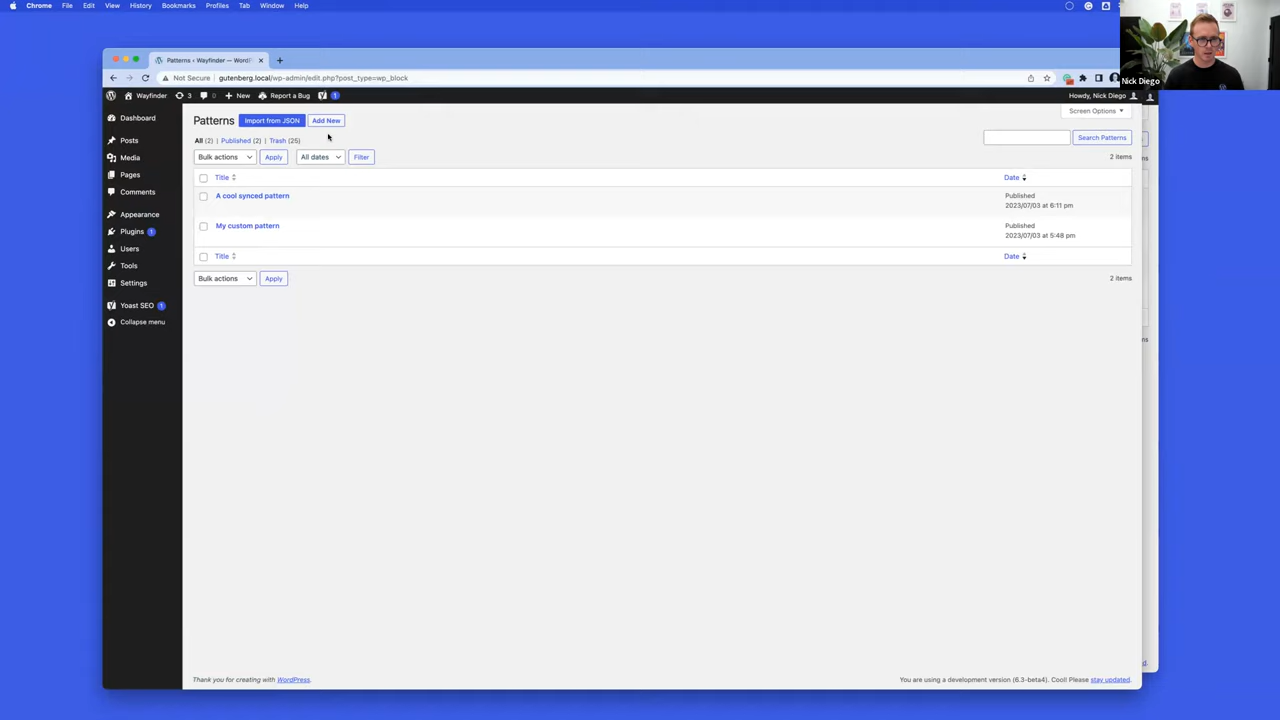 Chrome File Edit View History Bookmarks Profiles Tab Window Help
Nick Diego
Patterns ‹ Wayfinder — WordP
Not Secure gutenberg.local/wp-admin/edit.php?post_type=wp_block
Wayfinder 3 0 New Report a Bug 1 Howdy, Nick Diego
Screen Options
Dashboard
Posts
Media
Pages
Comments
Appearance
Plugins 1
Users
Tools
Settings
Yoast SEO 1
Collapse menu
Patterns Import from JSON Add New
All (2) | Published (2) | Trash (25)
Search Patterns
Bulk actions Apply All dates Filter 2 items
Title Date
A cool synced pattern Published
2023/07/03 at 6:11 pm
My custom pattern Published
2023/07/03 at 5:48 pm
Title Date
Bulk actions Apply 2 items
Thank you for creating with WordPress. You are using a development version (6.3-beta4). Cool! Please stay updated.